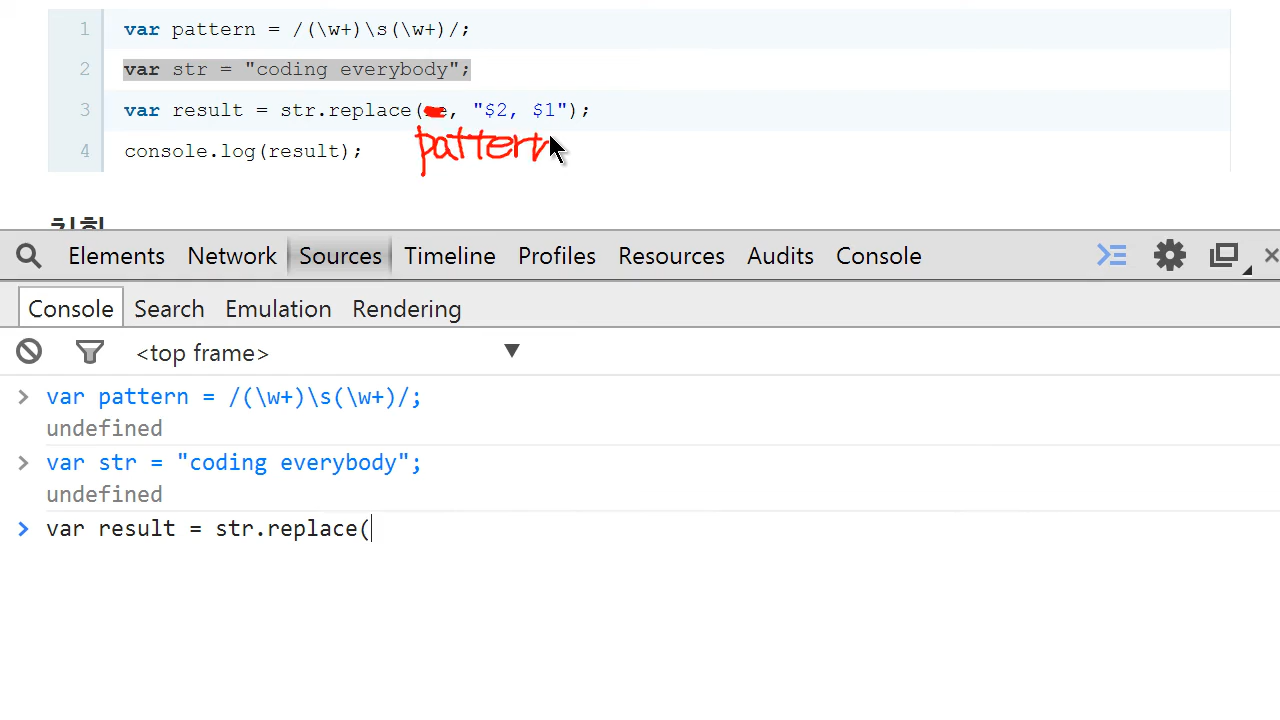 1 var pattern = /(\w+)\s(\w+)/;
2 var str = "coding everybody";
3 var result = str.replace( , "$2, $1");
pattern
4 console.log(result);
Elements Network Sources Timeline Profiles Resources Audits Console
Console Search Emulation Rendering
<top frame>
> var pattern = /(\w+)\s(\w+)/;
undefined
> var str = "coding everybody";
undefined
> var result = str.replace(